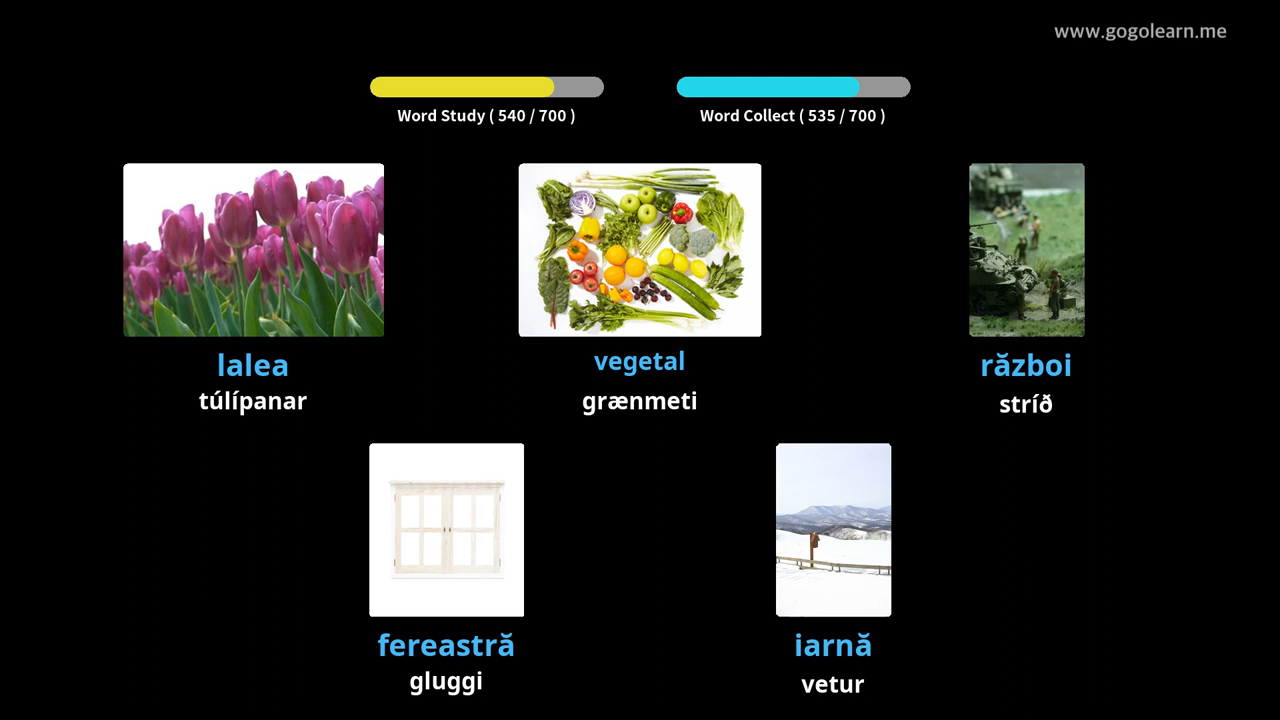 www.gogolearn.me
Word Study ( 540 / 700 )
Word Collect ( 535 / 700 )
lalea
túlípanar
vegetal
grænmeti
război
stríð
fereastră
gluggi
iarnă
vetur